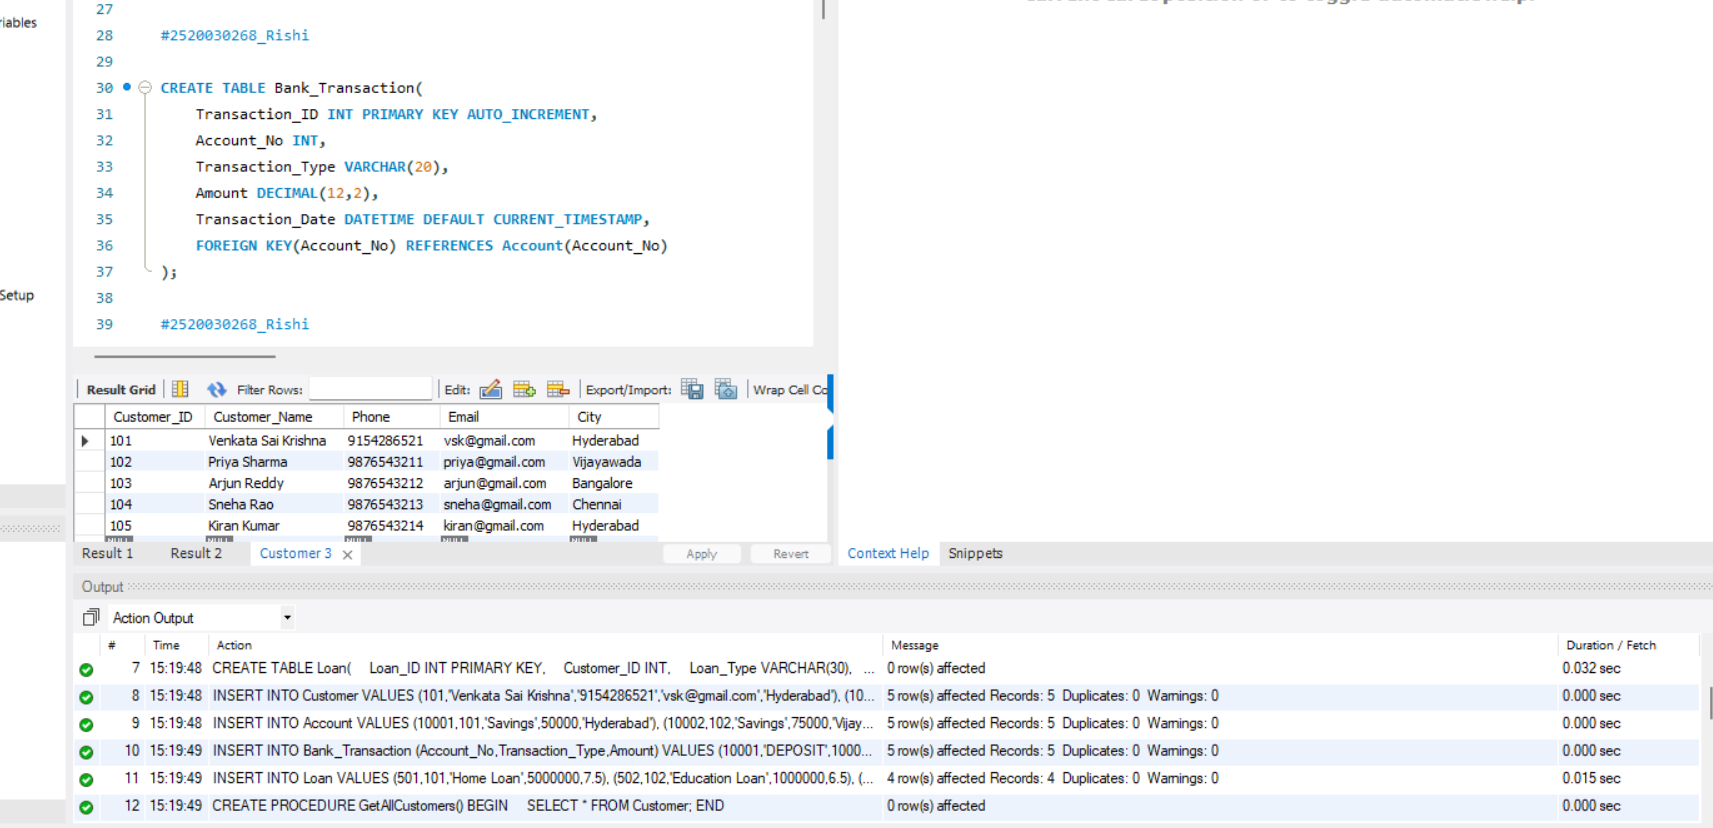 riables
Setup
27
28 #2520030268_Rishi
29
30 CREATE TABLE Bank_Transaction(
31 Transaction_ID INT PRIMARY KEY AUTO_INCREMENT,
32 Account_No INT,
33 Transaction_Type VARCHAR(20),
34 Amount DECIMAL(12,2),
35 Transaction_Date DATETIME DEFAULT CURRENT_TIMESTAMP,
36 FOREIGN KEY(Account_No) REFERENCES Account(Account_No)
37 );
38
39 #2520030268_Rishi
Result Grid Filter Rows: Edit: Export/Import: Wrap Cell Co
Customer_ID Customer_Name Phone Email City
101 Venkata Sai Krishna 9154286521 vsk@gmail.com Hyderabad
102 Priya Sharma 9876543211 priya@gmail.com Vijayawada
103 Arjun Reddy 9876543212 arjun@gmail.com Bangalore
104 Sneha Rao 9876543213 sneha@gmail.com Chennai
105 Kiran Kumar 9876543214 kiran@gmail.com Hyderabad
NULL NULL NULL NULL NULL
Result 1 Result 2 Customer 3 Apply Revert
Context Help Snippets
Output
Action Output
# Time Action Message Duration / Fetch
7 15:19:48 CREATE TABLE Loan( Loan_ID INT PRIMARY KEY, Customer_ID INT, Loan_Type VARCHAR(30), ... 0 row(s) affected 0.032 sec
8 15:19:48 INSERT INTO Customer VALUES (101,'Venkata Sai Krishna','9154286521','vsk@gmail.com','Hyderabad'), (10... 5 row(s) affected Records: 5 Duplicates: 0 Warnings: 0 0.000 sec
9 15:19:48 INSERT INTO Account VALUES (10001,101,'Savings',50000,'Hyderabad'), (10002,102,'Savings',75000,'Vijay... 5 row(s) affected Records: 5 Duplicates: 0 Warnings: 0 0.000 sec
10 15:19:49 INSERT INTO Bank_Transaction (Account_No,Transaction_Type,Amount) VALUES (10001,'DEPOSIT',1000... 5 row(s) affected Records: 5 Duplicates: 0 Warnings: 0 0.000 sec
11 15:19:49 INSERT INTO Loan VALUES (501,101,'Home Loan',5000000,7.5), (502,102,'Education Loan',1000000,6.5), (... 4 row(s) affected Records: 4 Duplicates: 0 Warnings: 0 0.015 sec
12 15:19:49 CREATE PROCEDURE GetAllCustomers() BEGIN SELECT * FROM Customer; END 0 row(s) affected 0.000 sec